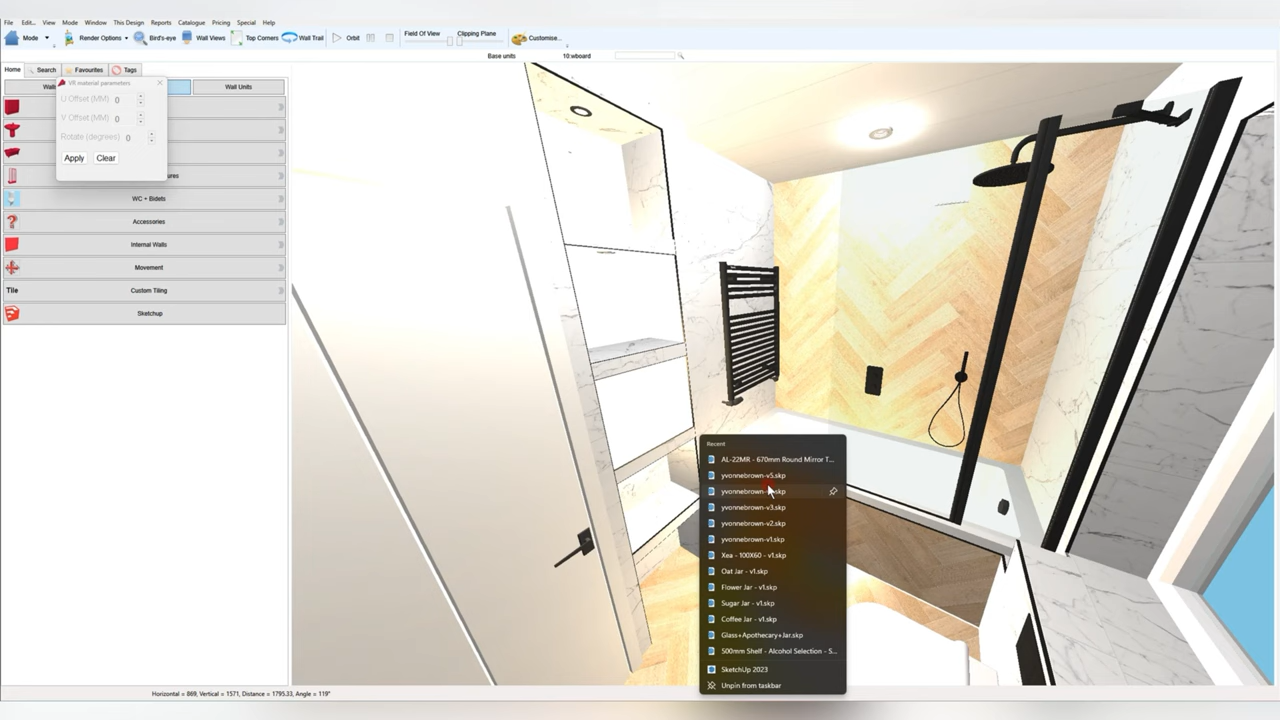 File Edit... View Mode Window This Design Reports Catalogue Pricing Special Help
Mode Render Options Bird's-eye Wall Views Top Corners Wall Trail Orbit Field Of View Clipping Plane Customise...
Base units 10:wboard
Home Search Favourites Tags
Wall Units
VR material parameters
U Offset (MM) 0
V Offset (MM) 0
Rotate (degrees) 0
Apply Clear
WC + Bidets
Accessories
Internal Walls
Movement
Tile Custom Tiling
Sketchup
Recent
AL-22MR - 670mm Round Mirror T...
yvonnebrown-v5.skp
yvonnebrown-v3.skp
yvonnebrown-v2.skp
yvonnebrown-v1.skp
Xea - 100X60 - v1.skp
Oat Jar - v1.skp
Flower Jar - v1.skp
Sugar Jar - v1.skp
Coffee Jar - v1.skp
Glass+Apothecary+Jar.skp
500mm Shelf - Alcohol Selection - S...
SketchUp 2023
Unpin from taskbar
Horizontal = 869, Vertical = 1571, Distance = 1795.33, Angle = 119°